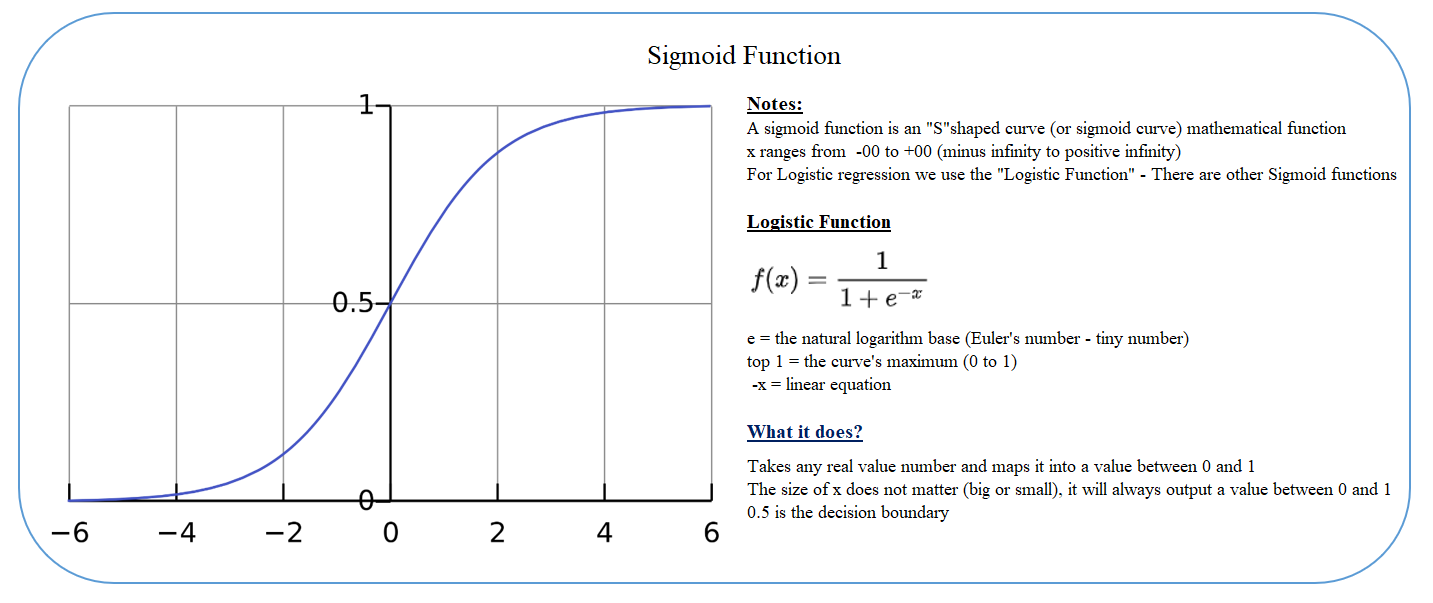 Sigmoid Function
1
0.5
0
−6 −4 −2 0 2 4 6
Notes:
A sigmoid function is an "S"shaped curve (or sigmoid curve) mathematical function
x ranges from  -00 to +00 (minus infinity to positive infinity)
For Logistic regression we use the "Logistic Function" - There are other Sigmoid functions
Logistic Function
f(x) = 1 / 1 + e^−x
e = the natural logarithm base (Euler's number - tiny number)
top 1 = the curve's maximum (0 to 1)
-x = linear equation
What it does?
Takes any real value number and maps it into a value between 0 and 1
The size of x does not matter (big or small), it will always output a value between 0 and 1
0.5 is the decision boundary